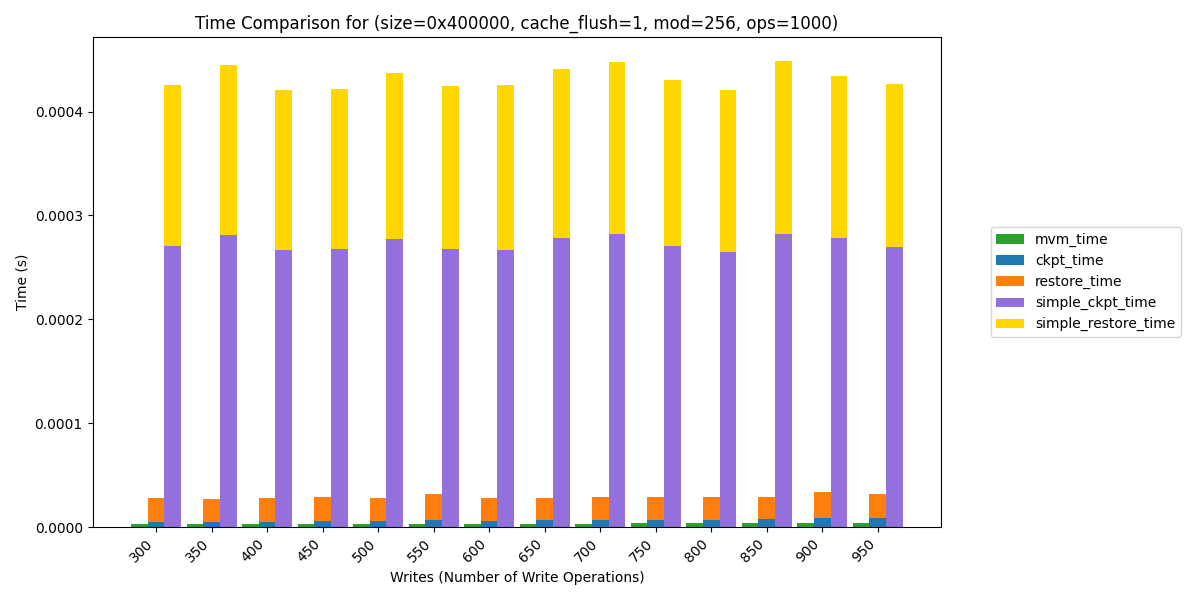 Time Comparison for (size=0x400000, cache_flush=1, mod=256, ops=1000)
Time (s)
0.0004
0.0003
0.0002
0.0001
0.0000
300 350 400 450 500 550 600 650 700 750 800 850 900 950
Writes (Number of Write Operations)
mvm_time
ckpt_time
restore_time
simple_ckpt_time
simple_restore_time